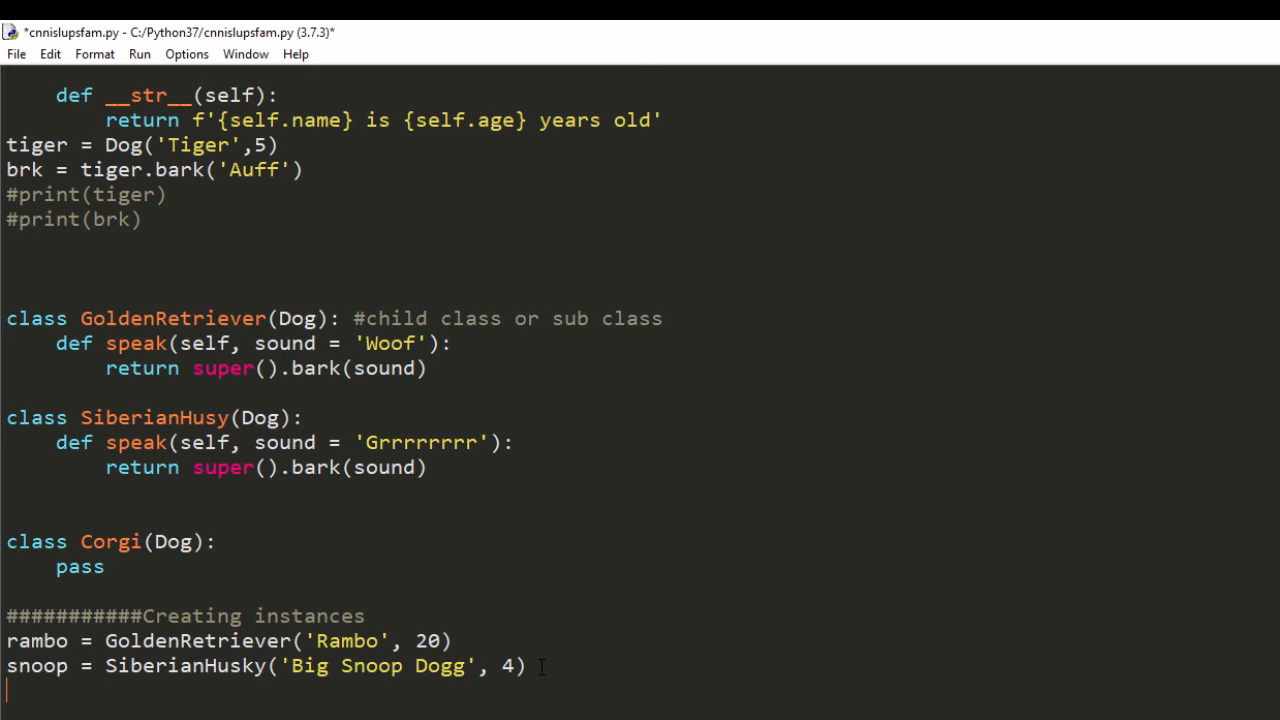 *cnnislupsfam.py - C:/Python37/cnnislupsfam.py (3.7.3)*
File Edit Format Run Options Window Help
def __str__(self):
return f'{self.name} is {self.age} years old'
tiger = Dog('Tiger',5)
brk = tiger.bark('Auff')
#print(tiger)
#print(brk)
class GoldenRetriever(Dog): #child class or sub class
def speak(self, sound = 'Woof'):
return super().bark(sound)
class SiberianHusy(Dog):
def speak(self, sound = 'Grrrrrrrr'):
return super().bark(sound)
class Corgi(Dog):
pass
###########Creating instances
rambo = GoldenRetriever('Rambo', 20)
snoop = SiberianHusky('Big Snoop Dogg', 4)